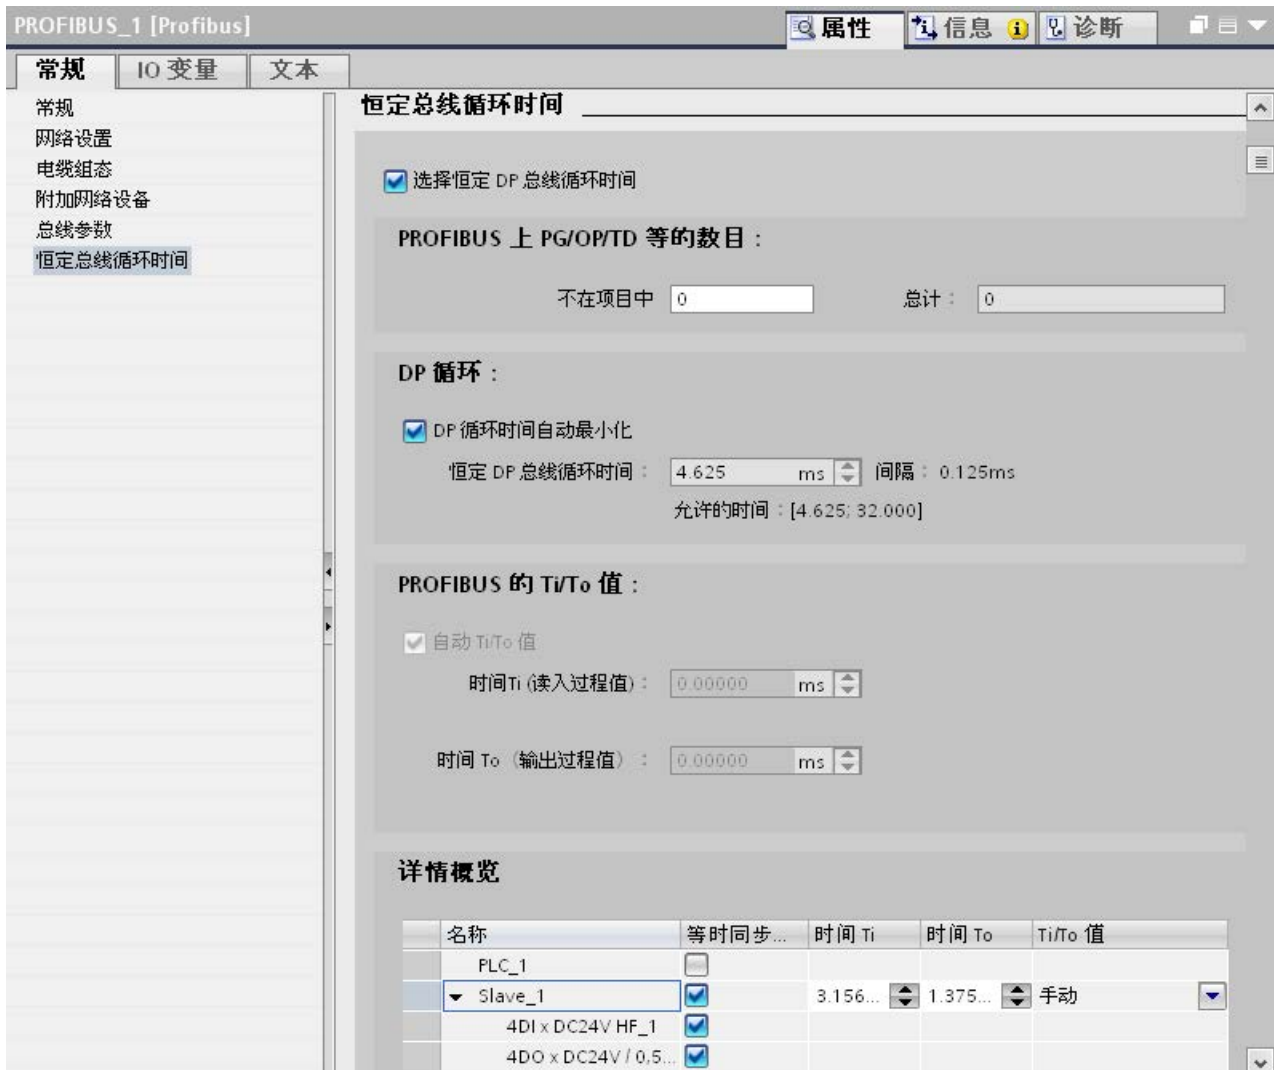 PROFIBUS_1 [Profibus]
属性
信息
诊断
常规
IO 变量
文本
常规
网络设置
电缆组态
附加网络设备
总线参数
恒定总线循环时间
恒定总线循环时间
选择恒定 DP 总线循环时间
PROFIBUS 上 PG/OP/TD 等的数目：
不在项目中 0 总计： 0
DP 循环：
DP 循环时间自动最小化
恒定 DP 总线循环时间： 4.625 ms 间隔： 0.125ms
允许的时间：[4.625; 32.000]
PROFIBUS 的 Ti/To 值：
自动 Ti/To 值
时间Ti (读入过程值)： 0.00000 ms
时间 To（输出过程值）： 0.00000 ms
详情概览
名称 等时同步... 时间 Ti 时间 To Ti/To 值
PLC_1
Slave_1 3.156... 1.375... 手动
4DI x DC24V HF_1
4DO x DC24V / 0,5...